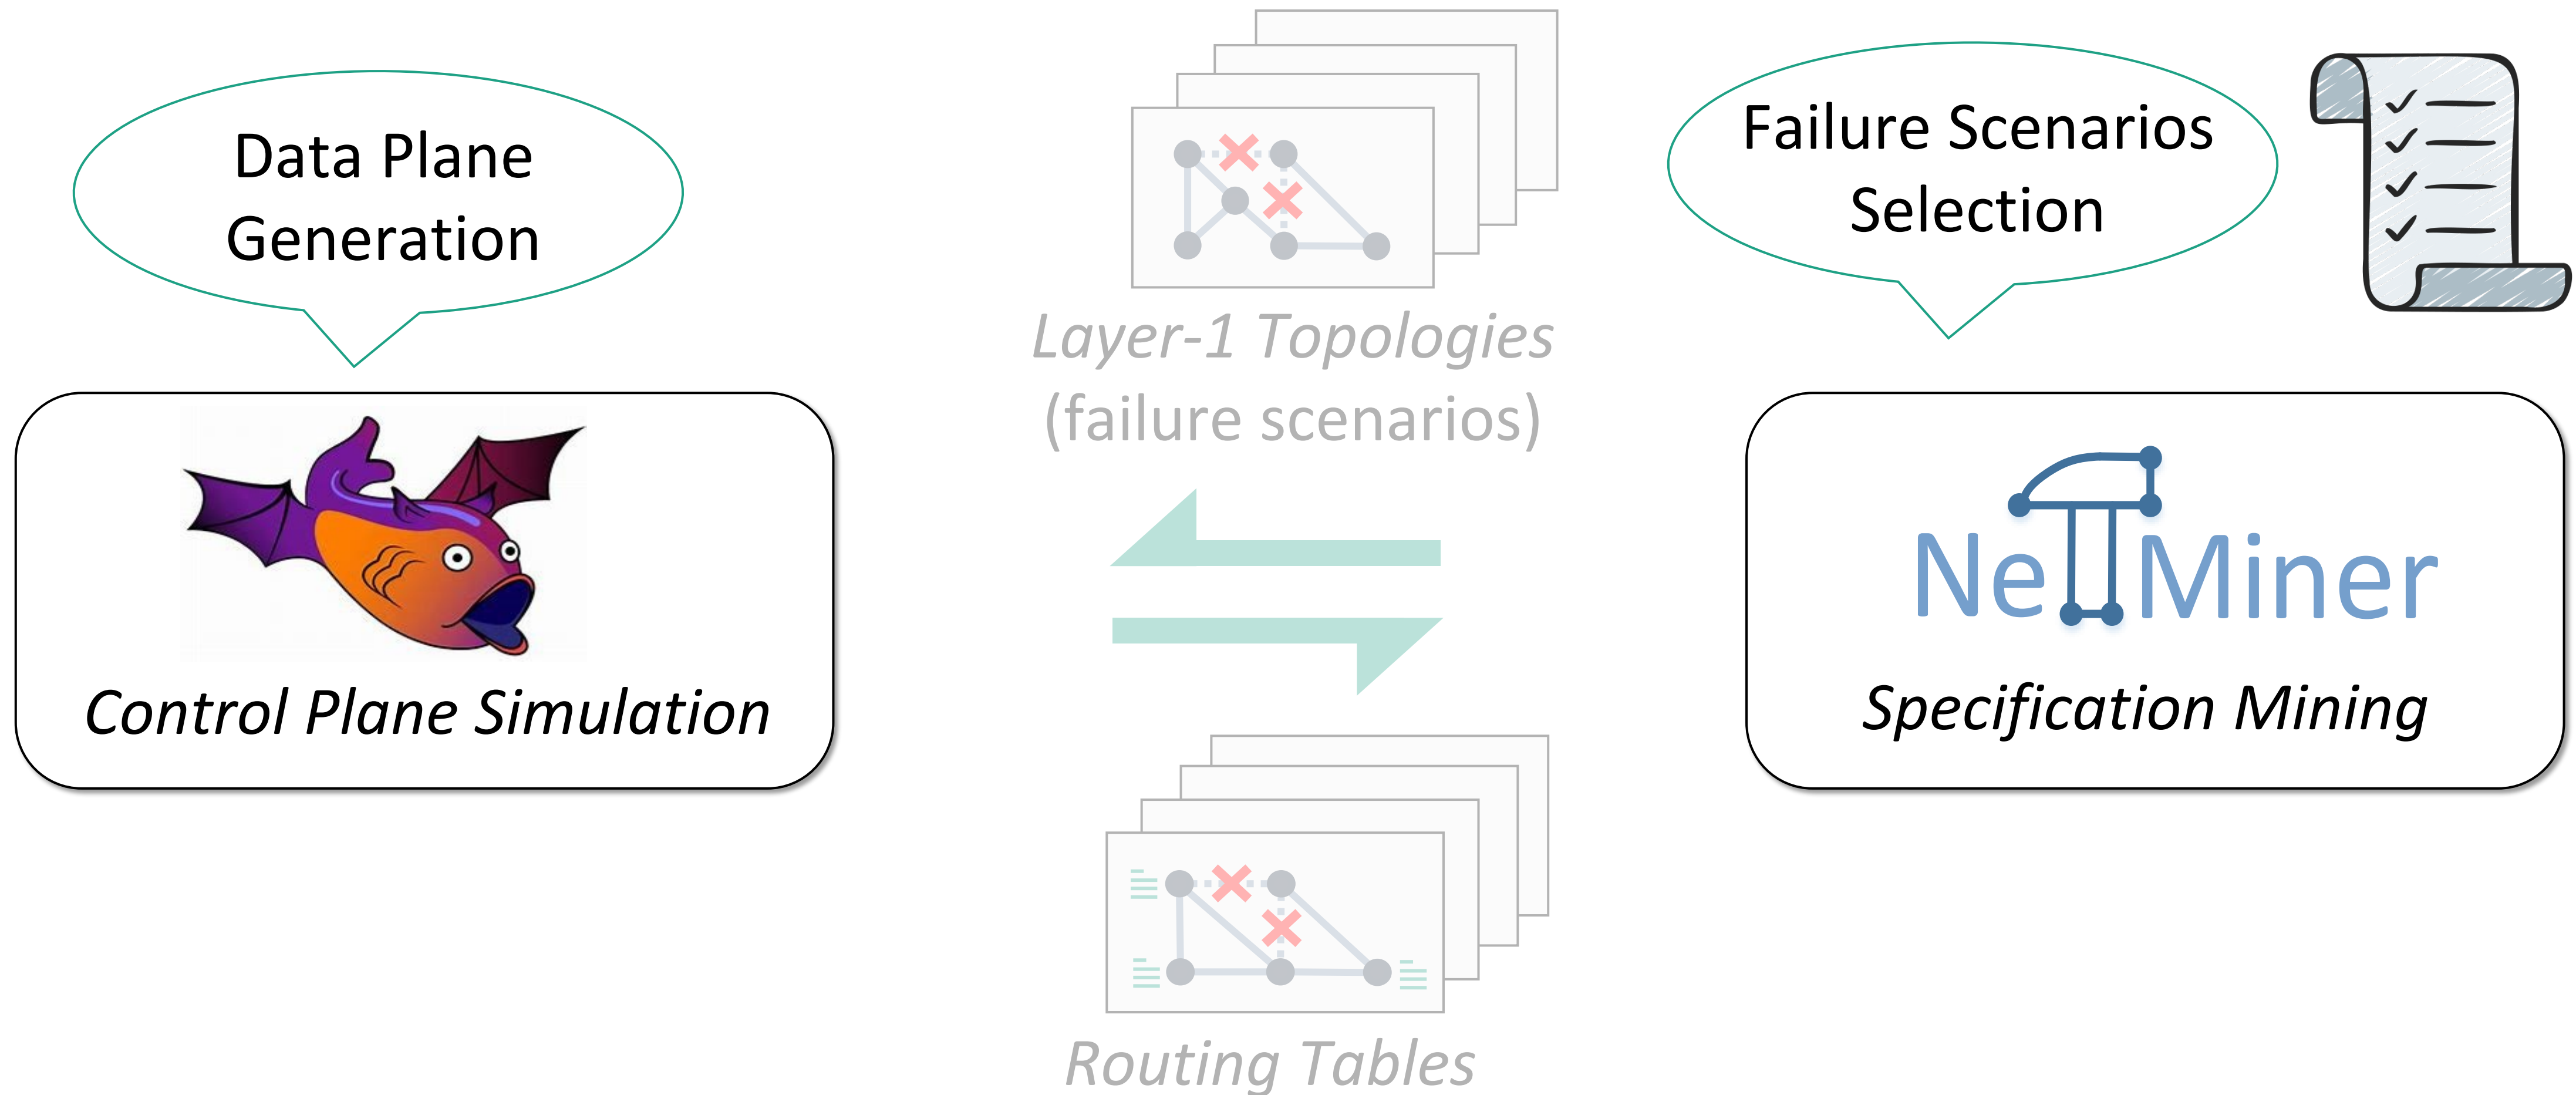 Data Plane
Generation
Control Plane Simulation
Layer-1 Topologies
(failure scenarios)
Routing Tables
Failure Scenarios
Selection
NeTMiner
Specification Mining